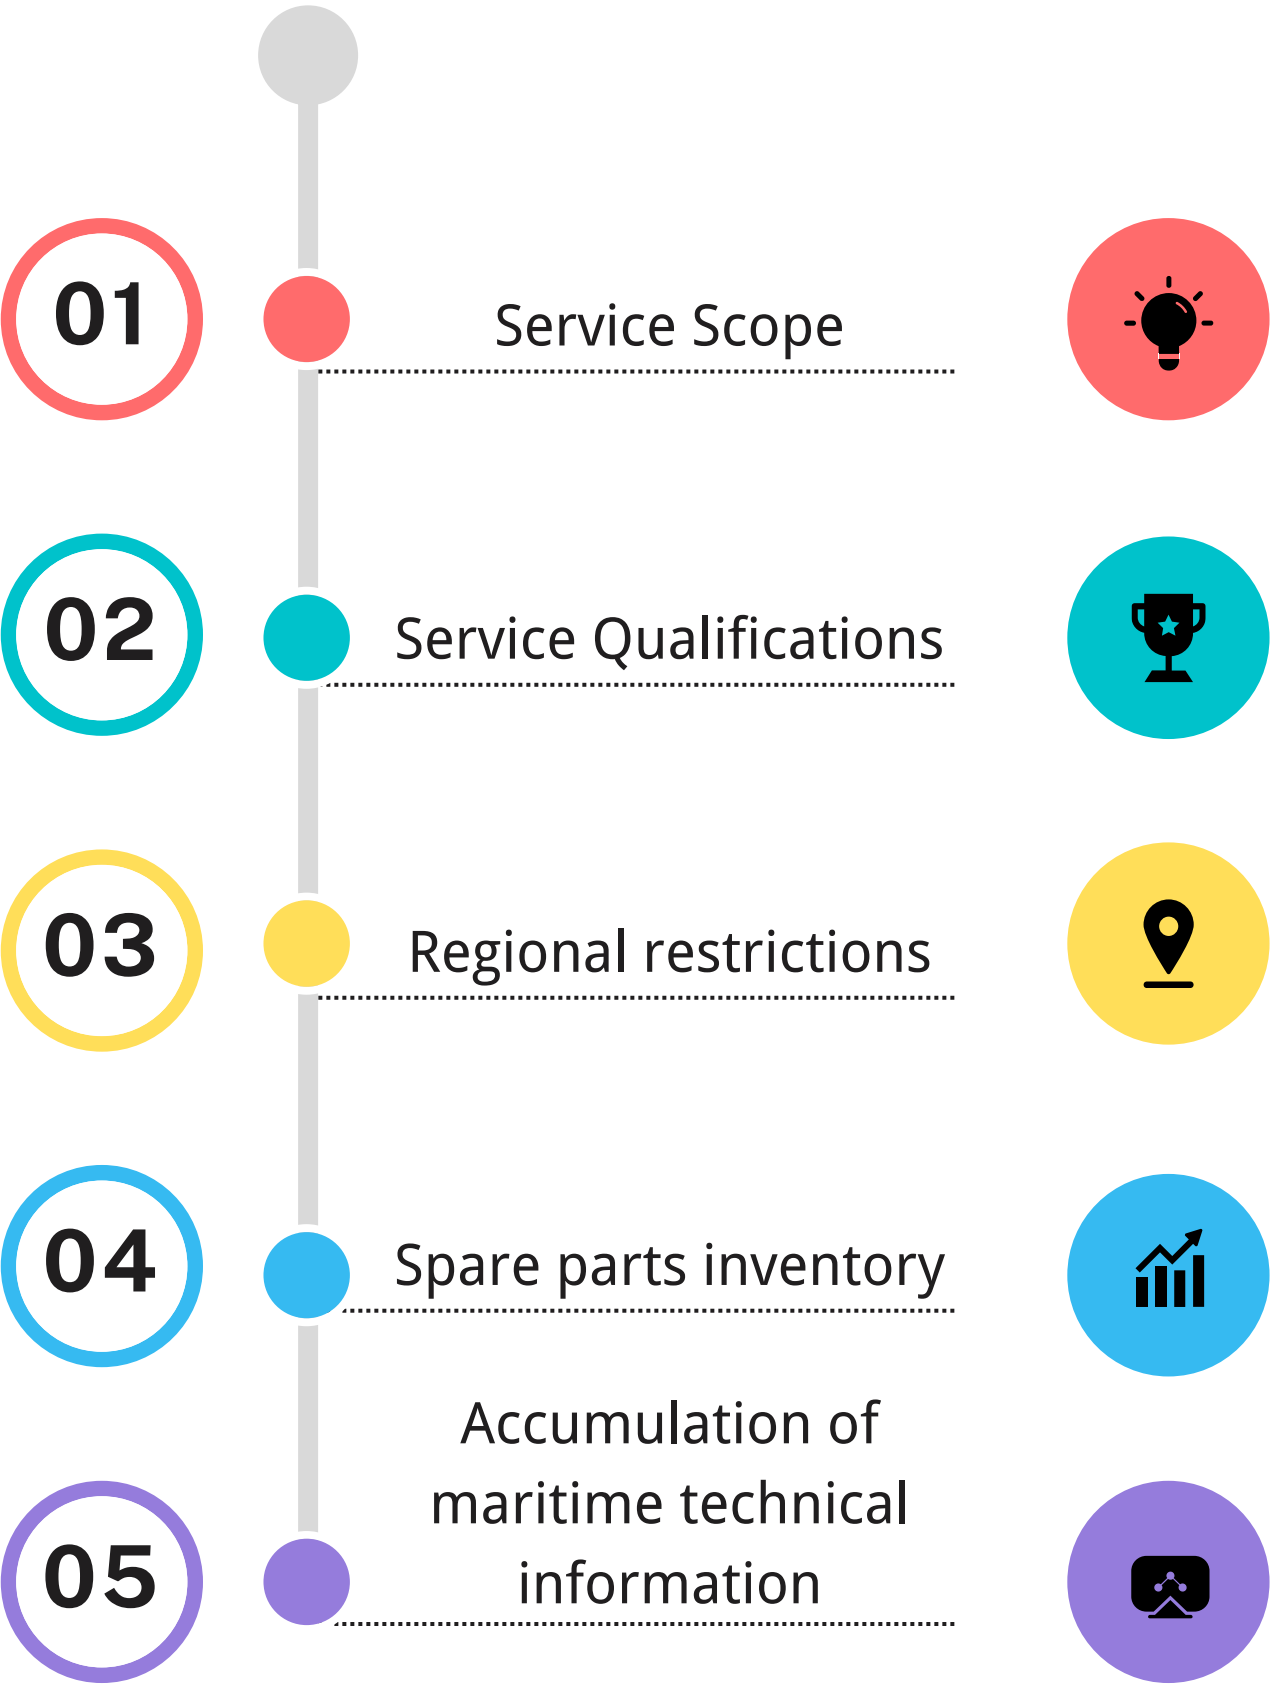 01
Service Scope
02
Service Qualifications
03
Regional restrictions
04
Spare parts inventory
Accumulation of
maritime technical
information
05